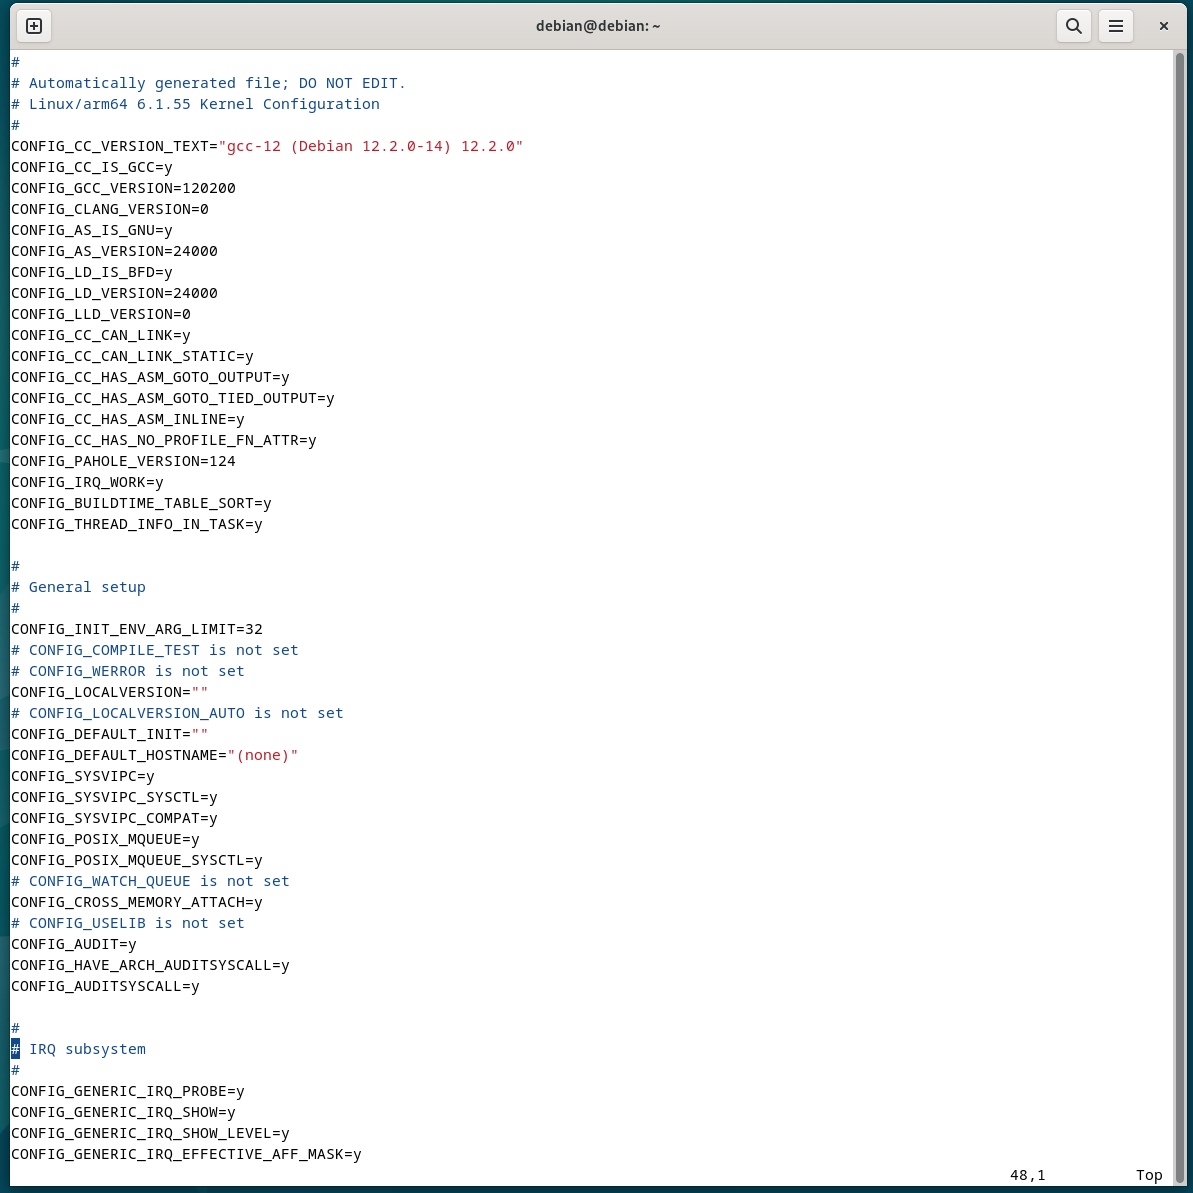 debian@debian: ~
#
# Automatically generated file; DO NOT EDIT.
# Linux/arm64 6.1.55 Kernel Configuration
#
CONFIG_CC_VERSION_TEXT="gcc-12 (Debian 12.2.0-14) 12.2.0"
CONFIG_CC_IS_GCC=y
CONFIG_GCC_VERSION=120200
CONFIG_CLANG_VERSION=0
CONFIG_AS_IS_GNU=y
CONFIG_AS_VERSION=24000
CONFIG_LD_IS_BFD=y
CONFIG_LD_VERSION=24000
CONFIG_LLD_VERSION=0
CONFIG_CC_CAN_LINK=y
CONFIG_CC_CAN_LINK_STATIC=y
CONFIG_CC_HAS_ASM_GOTO_OUTPUT=y
CONFIG_CC_HAS_ASM_GOTO_TIED_OUTPUT=y
CONFIG_CC_HAS_ASM_INLINE=y
CONFIG_CC_HAS_NO_PROFILE_FN_ATTR=y
CONFIG_PAHOLE_VERSION=124
CONFIG_IRQ_WORK=y
CONFIG_BUILDTIME_TABLE_SORT=y
CONFIG_THREAD_INFO_IN_TASK=y

#
# General setup
#
CONFIG_INIT_ENV_ARG_LIMIT=32
# CONFIG_COMPILE_TEST is not set
# CONFIG_WERROR is not set
CONFIG_LOCALVERSION=""
# CONFIG_LOCALVERSION_AUTO is not set
CONFIG_DEFAULT_INIT=""
CONFIG_DEFAULT_HOSTNAME="(none)"
CONFIG_SYSVIPC=y
CONFIG_SYSVIPC_SYSCTL=y
CONFIG_SYSVIPC_COMPAT=y
CONFIG_POSIX_MQUEUE=y
CONFIG_POSIX_MQUEUE_SYSCTL=y
# CONFIG_WATCH_QUEUE is not set
CONFIG_CROSS_MEMORY_ATTACH=y
# CONFIG_USELIB is not set
CONFIG_AUDIT=y
CONFIG_HAVE_ARCH_AUDITSYSCALL=y
CONFIG_AUDITSYSCALL=y

#
# IRQ subsystem
#
CONFIG_GENERIC_IRQ_PROBE=y
CONFIG_GENERIC_IRQ_SHOW=y
CONFIG_GENERIC_IRQ_SHOW_LEVEL=y
CONFIG_GENERIC_IRQ_EFFECTIVE_AFF_MASK=y
48,1 Top